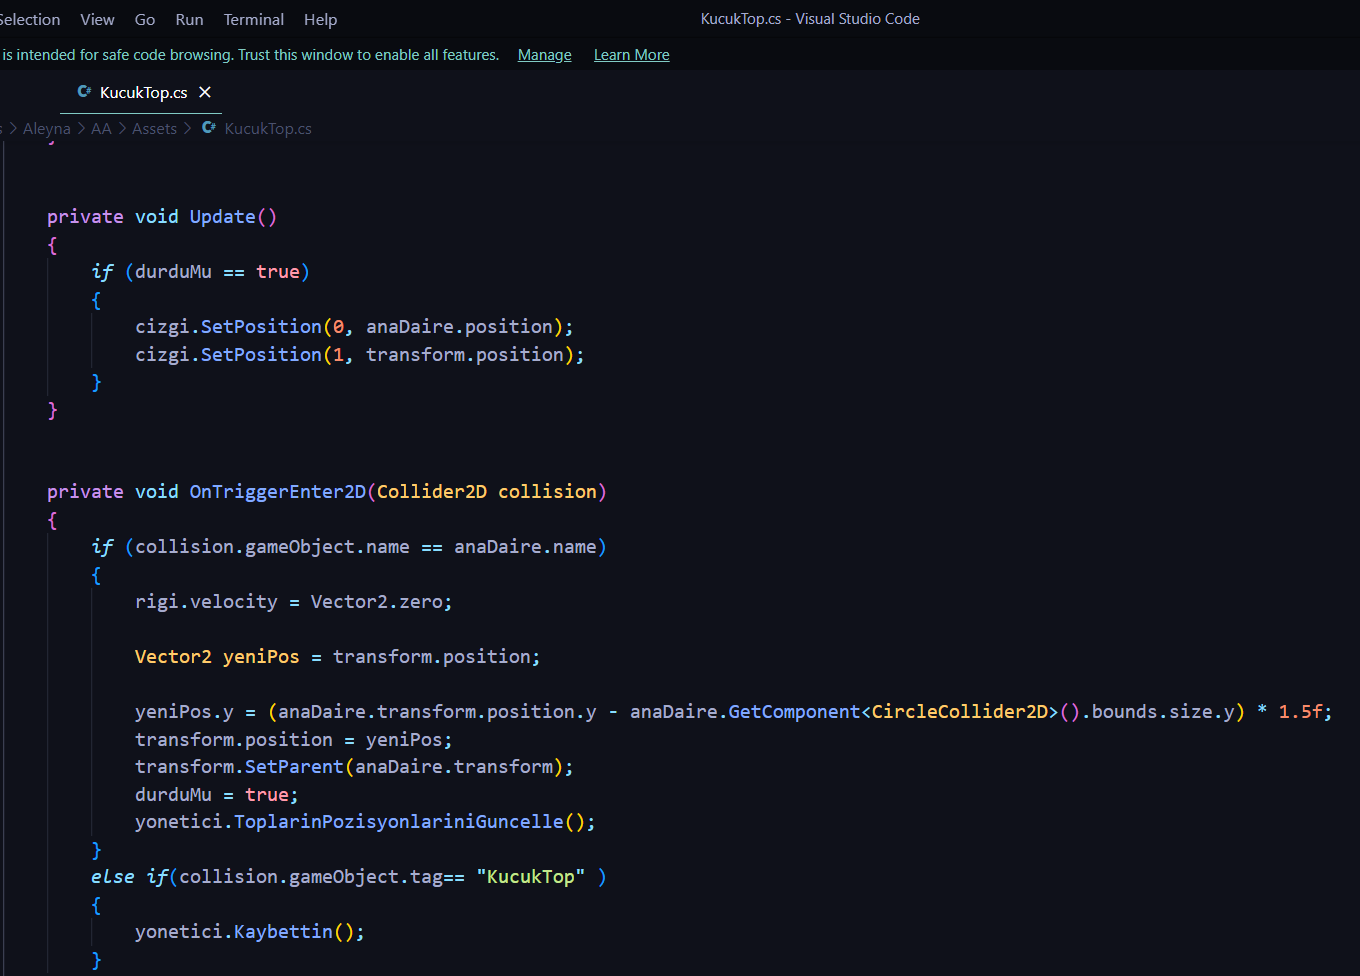 Selection View Go Run Terminal Help KucukTop.cs - Visual Studio Code
is intended for safe code browsing. Trust this window to enable all features. Manage Learn More
C# KucukTop.cs ×
s > Aleyna > AA > Assets > C# KucukTop.cs
}
private void Update()
{
if (durduMu == true)
{
cizgi.SetPosition(0, anaDaire.position);
cizgi.SetPosition(1, transform.position);
}
}
private void OnTriggerEnter2D(Collider2D collision)
{
if (collision.gameObject.name == anaDaire.name)
{
rigi.velocity = Vector2.zero;
Vector2 yeniPos = transform.position;
yeniPos.y = (anaDaire.transform.position.y - anaDaire.GetComponent<CircleCollider2D>().bounds.size.y) * 1.5f;
transform.position = yeniPos;
transform.SetParent(anaDaire.transform);
durduMu = true;
yonetici.ToplarinPozisyonlariniGuncelle();
}
else if(collision.gameObject.tag== "KucukTop" )
{
yonetici.Kaybettin();
}